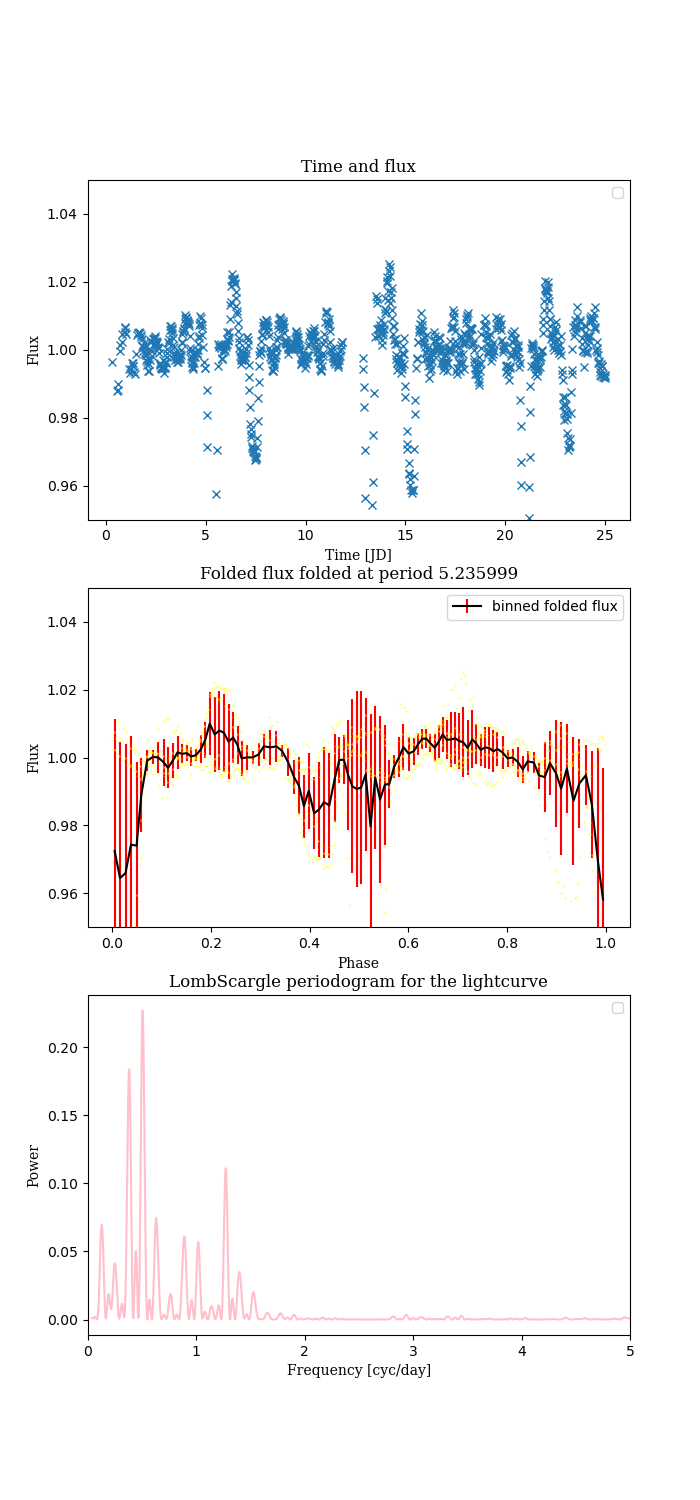 Time and flux
1.04
1.02
1.00
0.98
0.96
Flux
0 5 10 15 20 25
Time [JD]
Folded flux folded at period 5.235999
binned folded flux
1.04
1.02
1.00
0.98
0.96
Flux
0.0 0.2 0.4 0.6 0.8 1.0
Phase
LombScargle periodogram for the lightcurve
0.20
0.15
0.10
0.05
0.00
Power
0 1 2 3 4 5
Frequency [cyc/day]